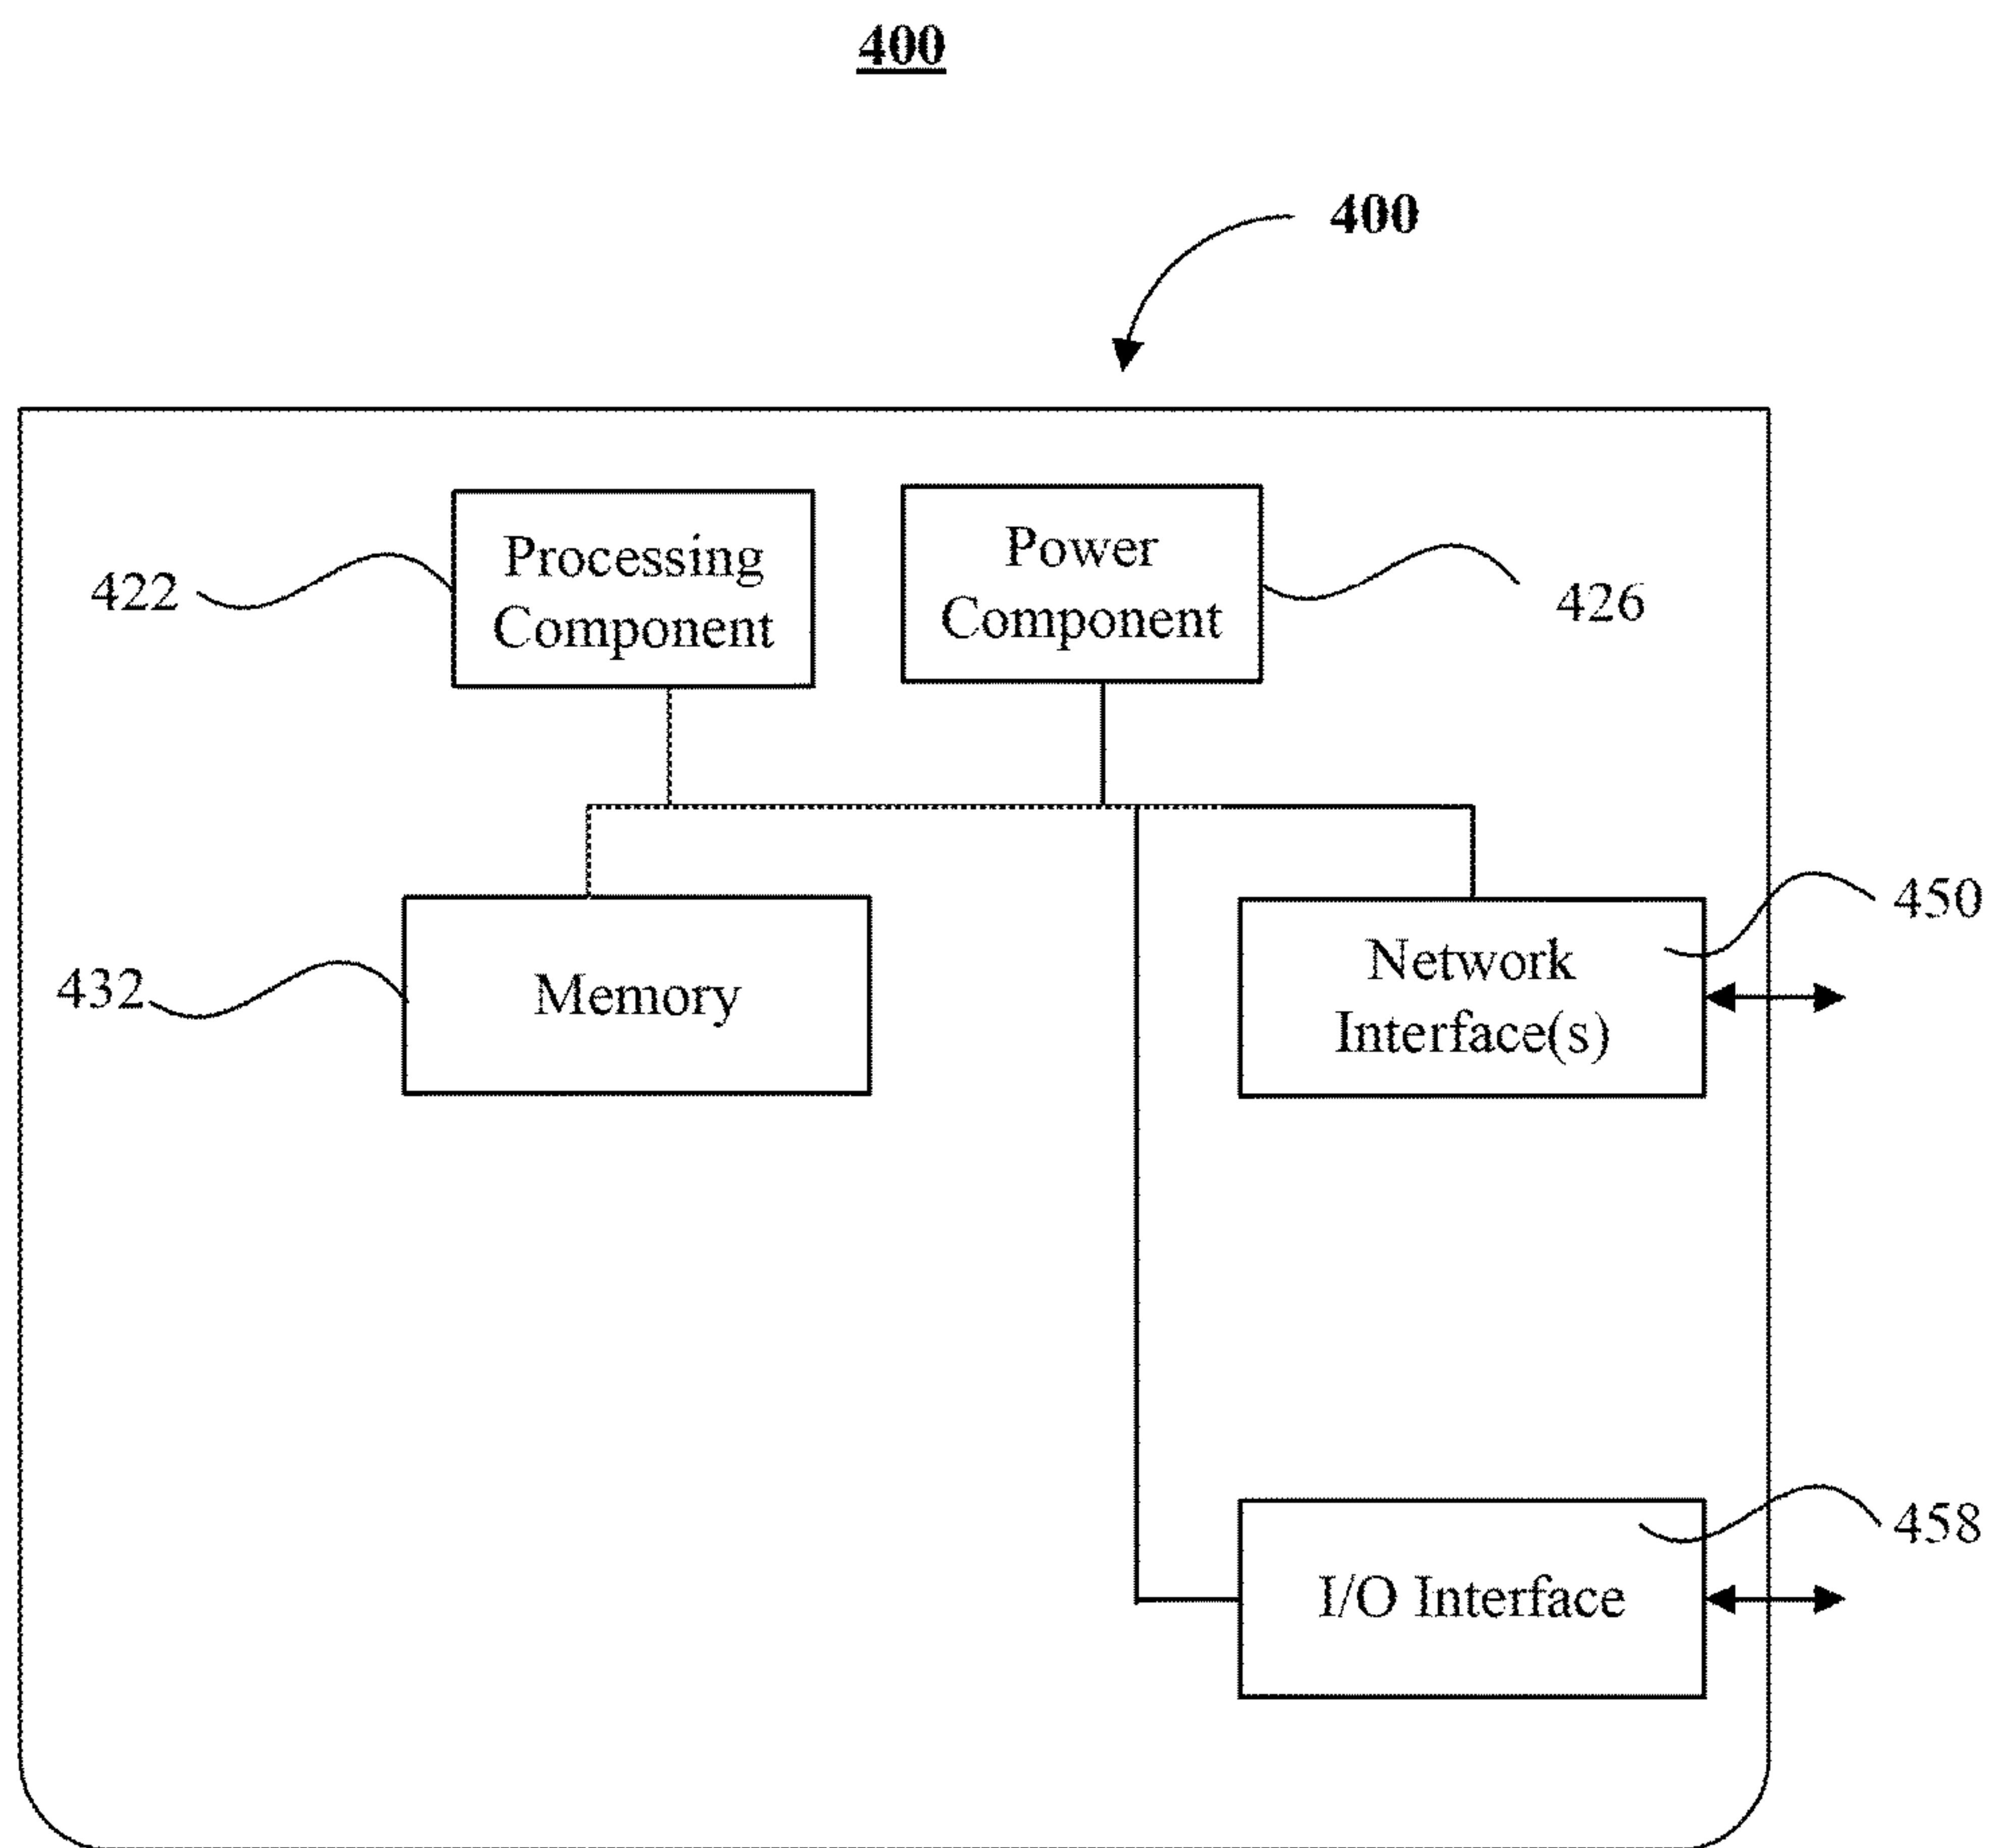 400
400
Processing
Component
422
Power
Component
426
Memory
432
Network
Interface(s)
450
I/O Interface
458